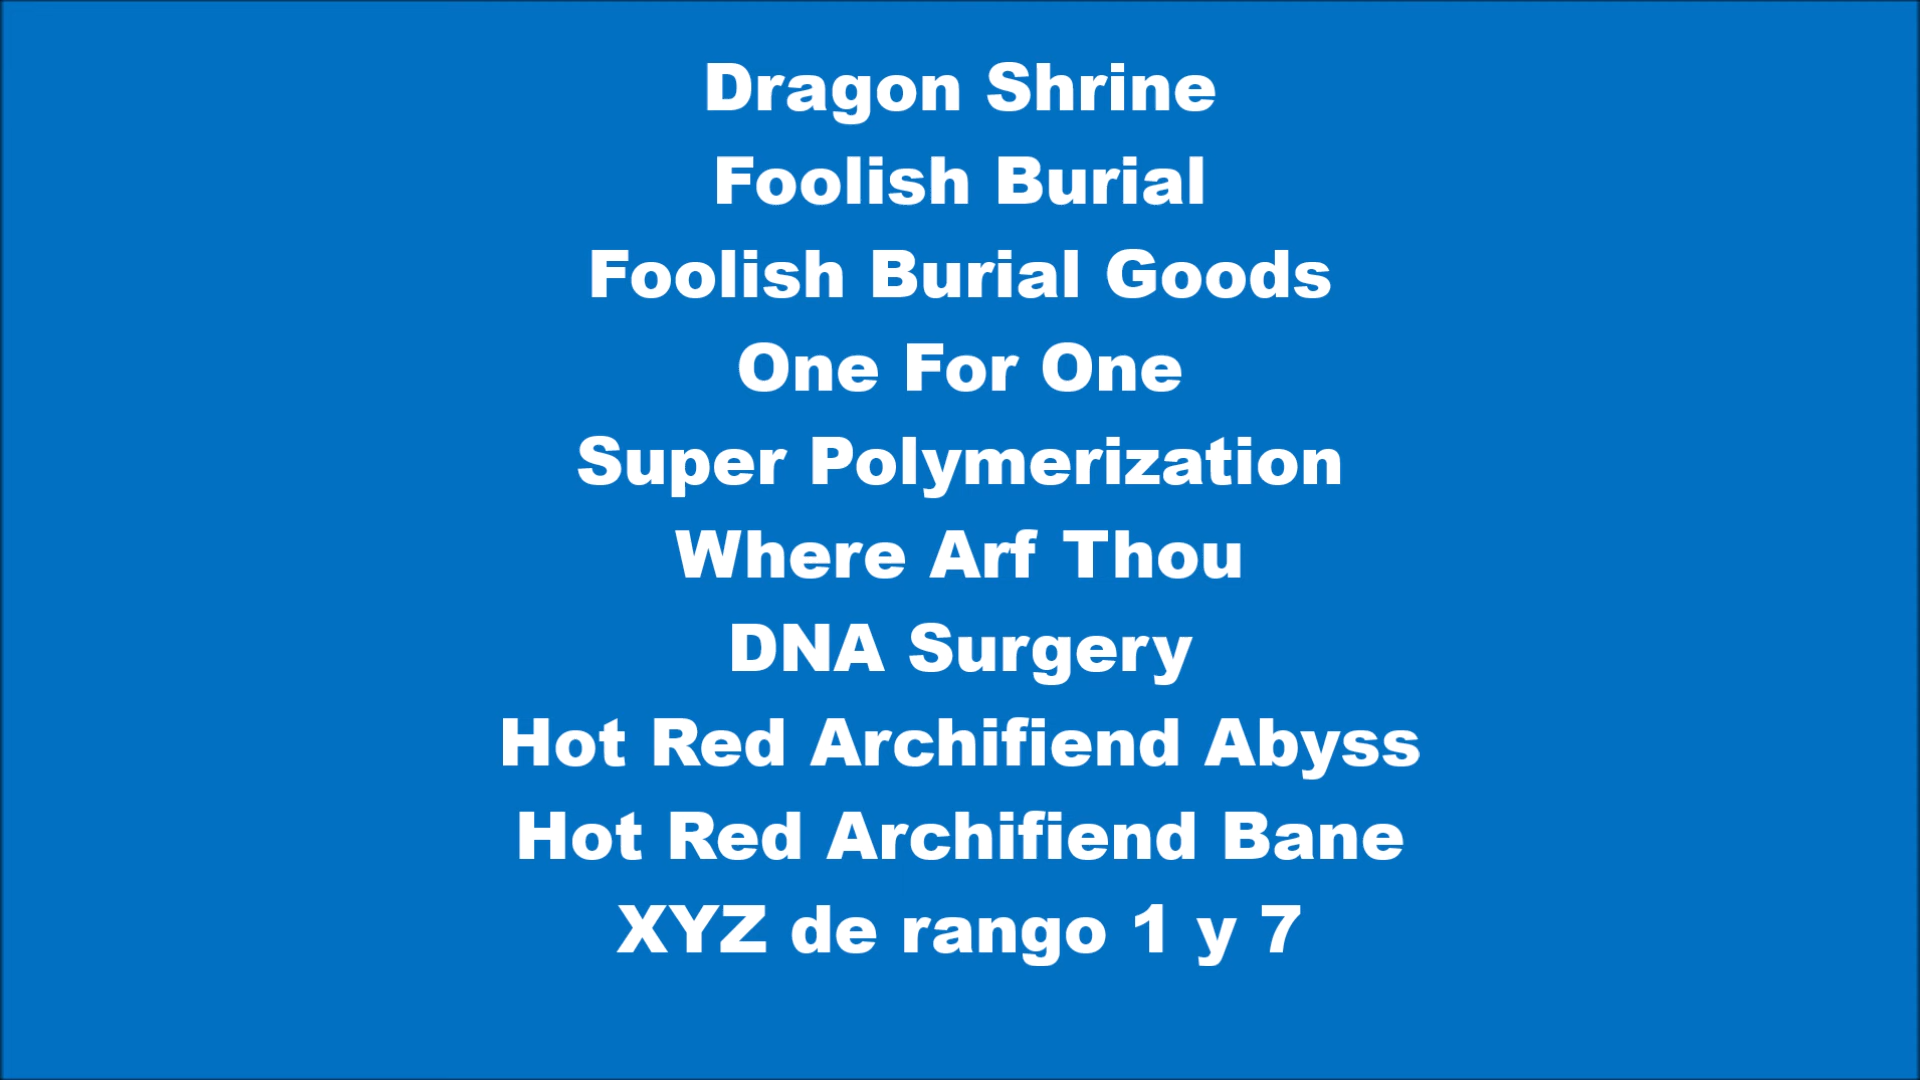 Dragon Shrine
Foolish Burial
Foolish Burial Goods
One For One
Super Polymerization
Where Arf Thou
DNA Surgery
Hot Red Archifiend Abyss
Hot Red Archifiend Bane
XYZ de rango 1 y 7